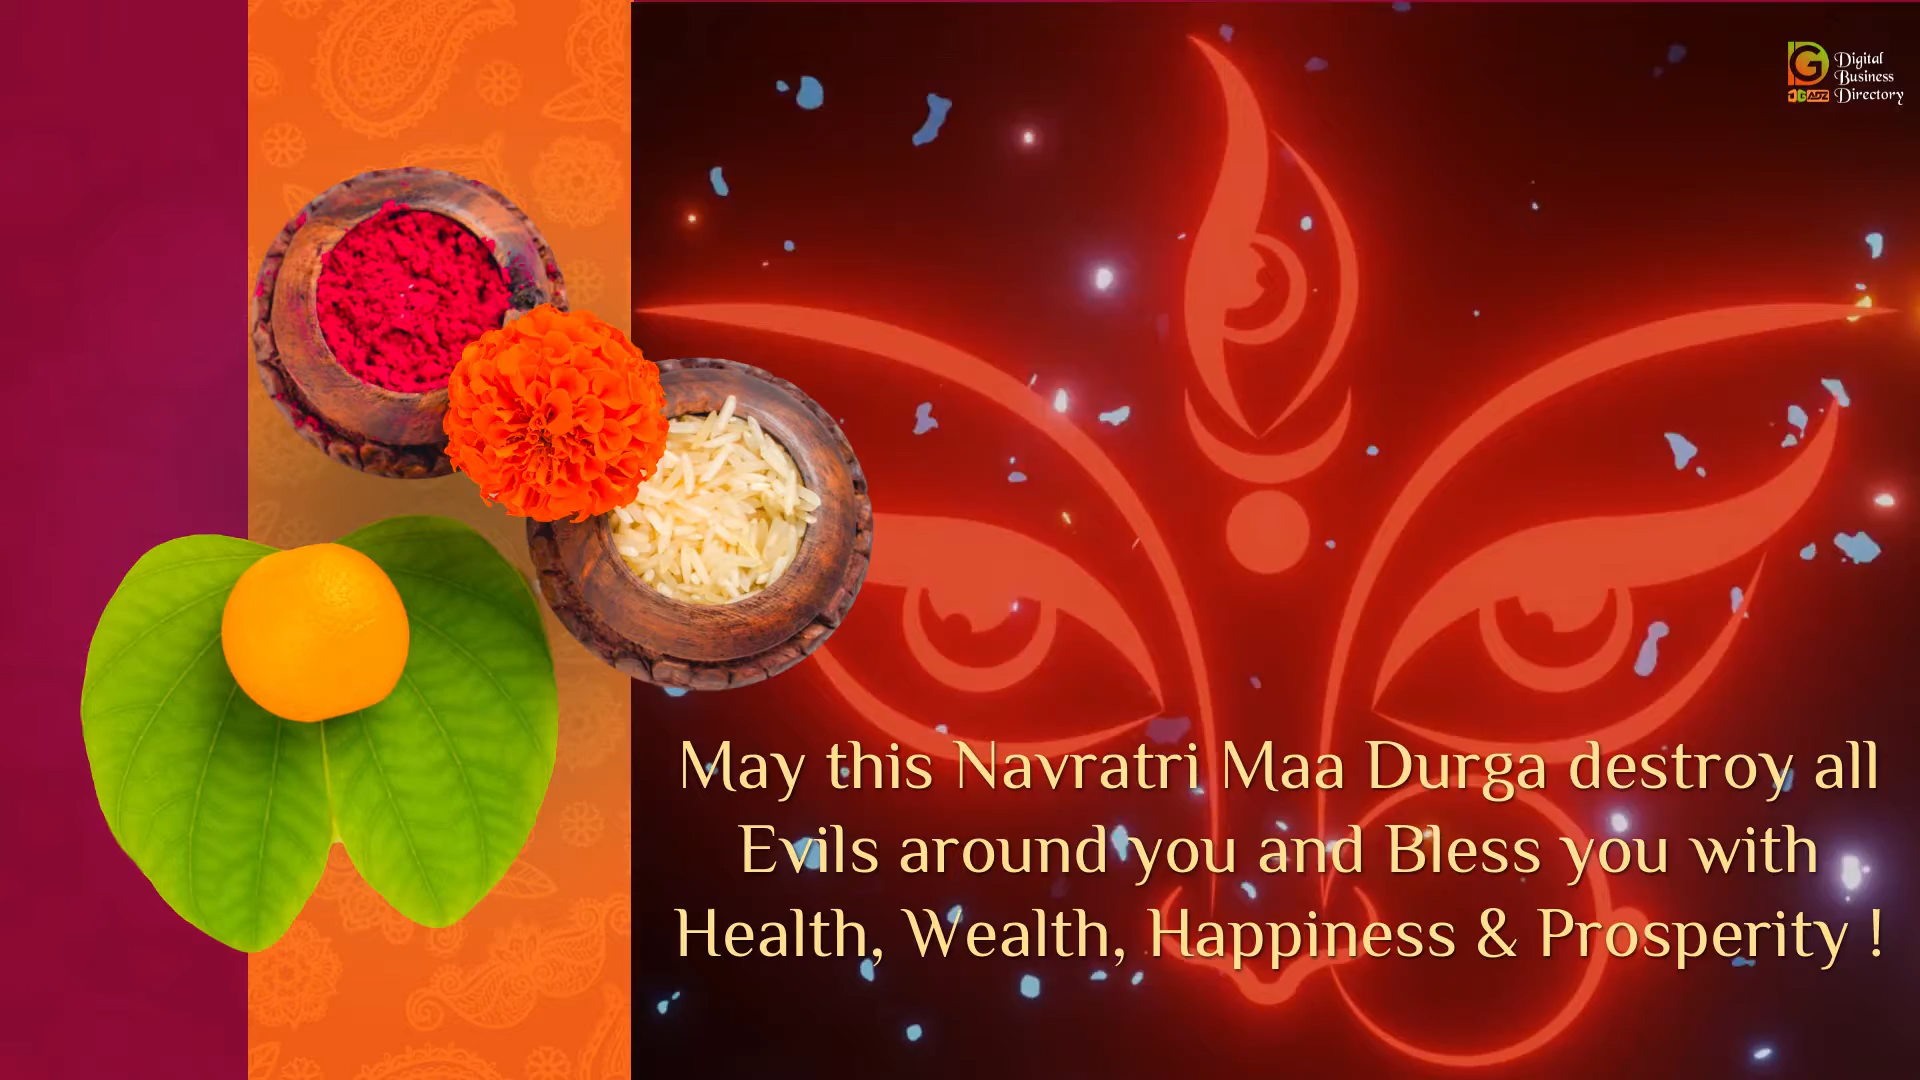 Digital
Business
Directory
May this Navratri Maa Durga destroy all
Evils around you and Bless you with
Health, Wealth, Happiness & Prosperity !